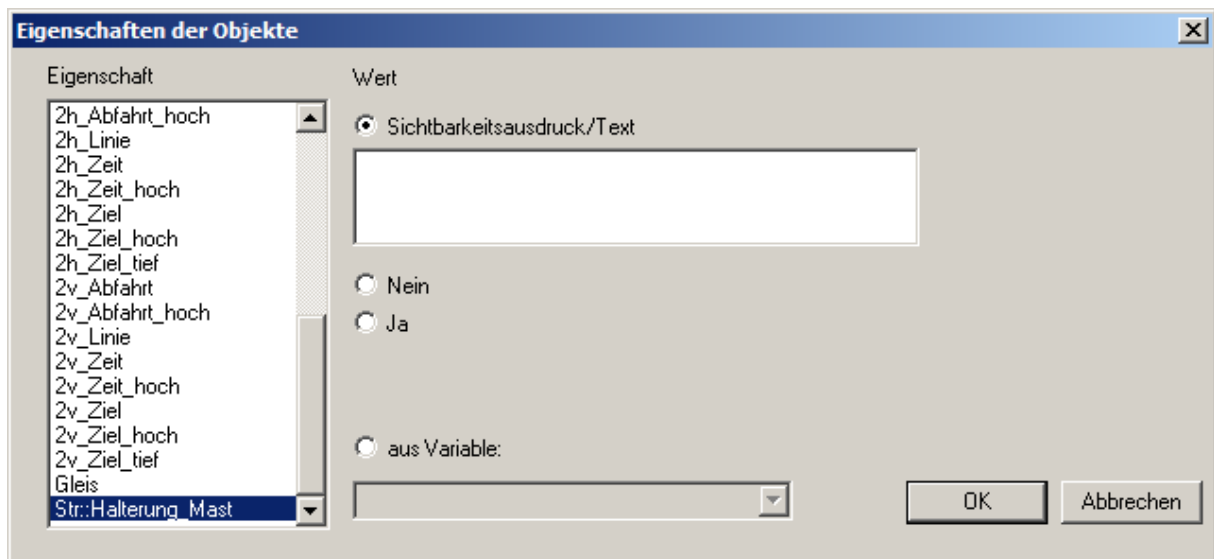 Eigenschaften der Objekte
Eigenschaft
2h_Abfahrt_hoch
2h_Linie
2h_Zeit
2h_Zeit_hoch
2h_Ziel
2h_Ziel_hoch
2h_Ziel_tief
2v_Abfahrt
2v_Abfahrt_hoch
2v_Linie
2v_Zeit
2v_Zeit_hoch
2v_Ziel
2v_Ziel_hoch
2v_Ziel_tief
Gleis
Str::Halterung_Mast
Wert
Sichtbarkeitsausdruck/Text
Nein
Ja
aus Variable:
OK
Abbrechen